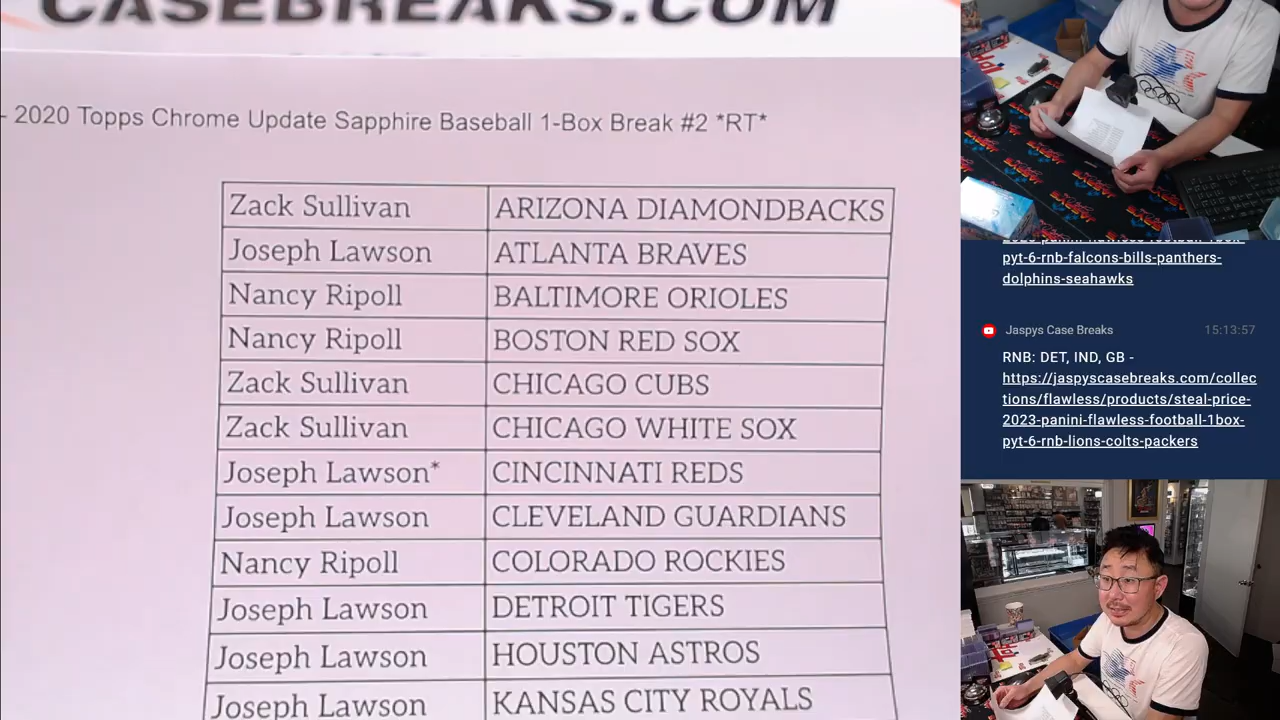 CASEBREAKS.COM
- 2020 Topps Chrome Update Sapphire Baseball 1-Box Break #2 *RT*
Zack Sullivan ARIZONA DIAMONDBACKS
Joseph Lawson ATLANTA BRAVES
Nancy Ripoll BALTIMORE ORIOLES
Nancy Ripoll BOSTON RED SOX
Zack Sullivan CHICAGO CUBS
Zack Sullivan CHICAGO WHITE SOX
Joseph Lawson* CINCINNATI REDS
Joseph Lawson CLEVELAND GUARDIANS
Nancy Ripoll COLORADO ROCKIES
Joseph Lawson DETROIT TIGERS
Joseph Lawson HOUSTON ASTROS
Joseph Lawson KANSAS CITY ROYALS
2023-panini-flawless-football-1box-
pyt-6-rnb-falcons-bills-panthers-
dolphins-seahawks
Jaspys Case Breaks 15:13:57
RNB: DET, IND, GB -
https://jaspyscasebreaks.com/collec
tions/flawless/products/steal-price-
2023-panini-flawless-football-1box-
pyt-6-rnb-lions-colts-packers